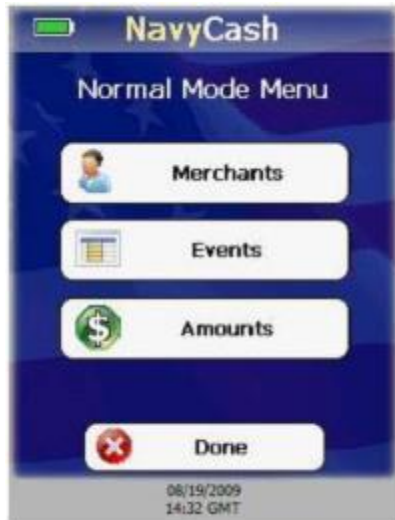 NavyCash
Normal Mode Menu
Merchants
Events
$
Amounts
Done
08/19/2009
14:32 GMT